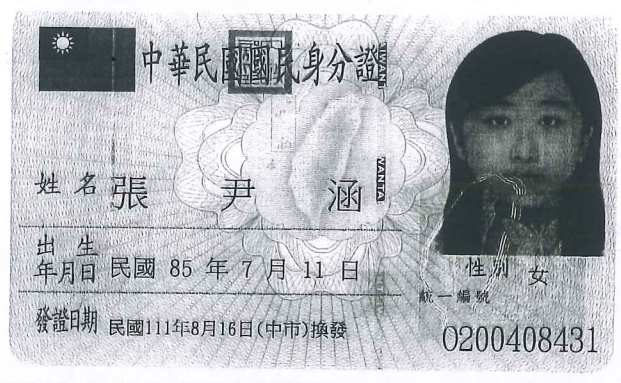 中華民國國民身分證
姓名 張尹涵
出生年月日 民國 85 年 7 月 11 日
性別 女
發證日期 民國111年8月16日(中市)換發
統一編號
O200408431
WANTA